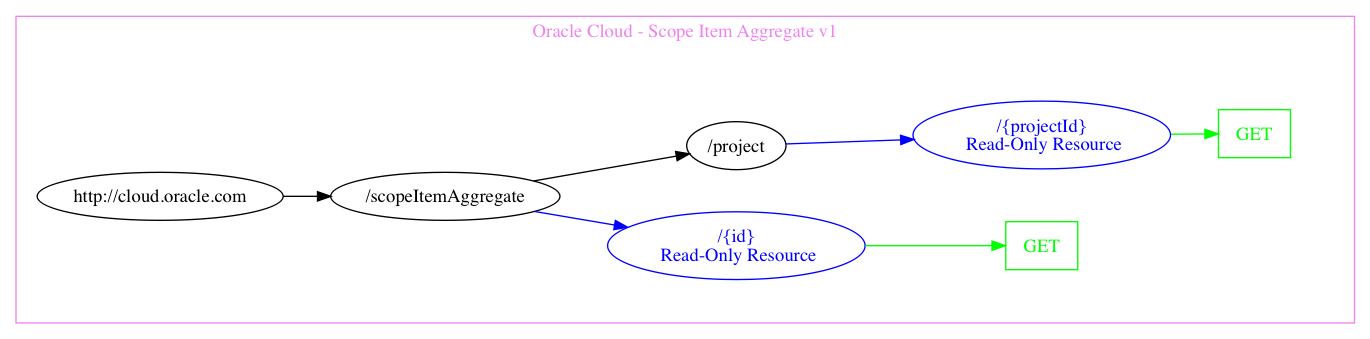 Oracle Cloud - Scope Item Aggregate v1
http://cloud.oracle.com
/scopeItemAggregate
/project
/{projectId}
Read-Only Resource
GET
/{id}
Read-Only Resource
GET